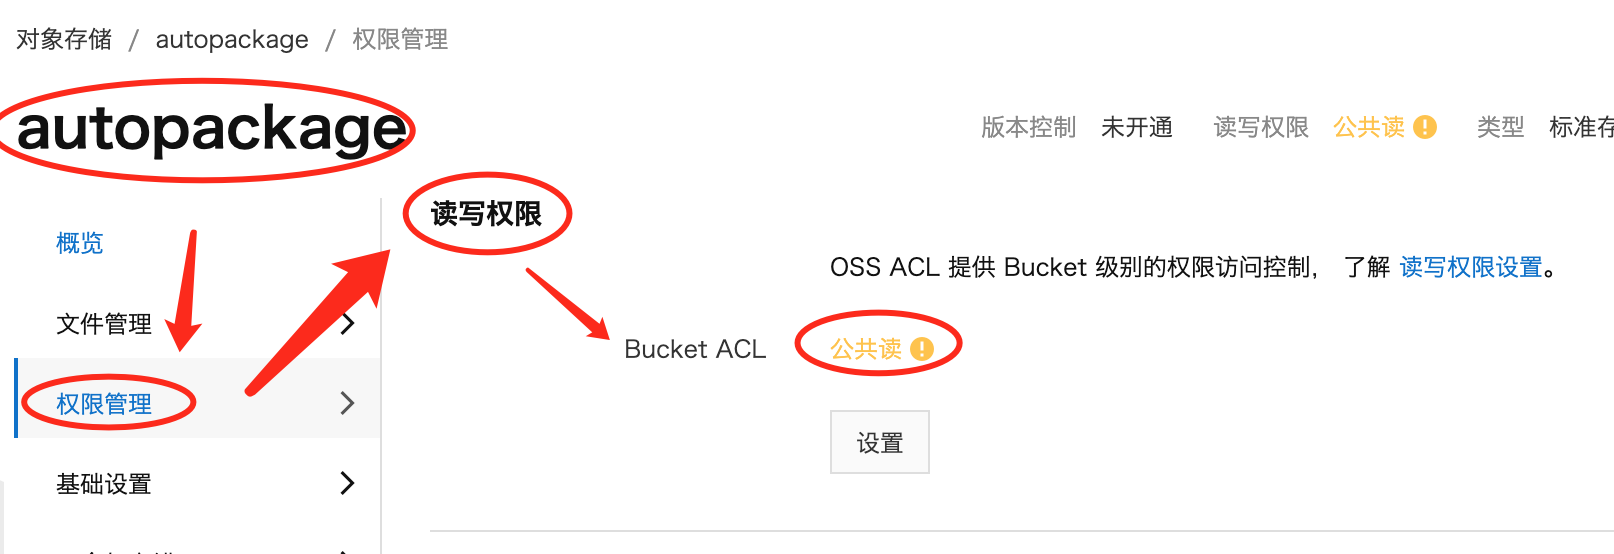 对象存储 / autopackage / 权限管理
autopackage
版本控制 未开通 读写权限 公共读 类型 标准存
概览
文件管理
权限管理
基础设置
读写权限
OSS ACL 提供 Bucket 级别的权限访问控制， 了解 读写权限设置。
Bucket ACL 公共读
设置